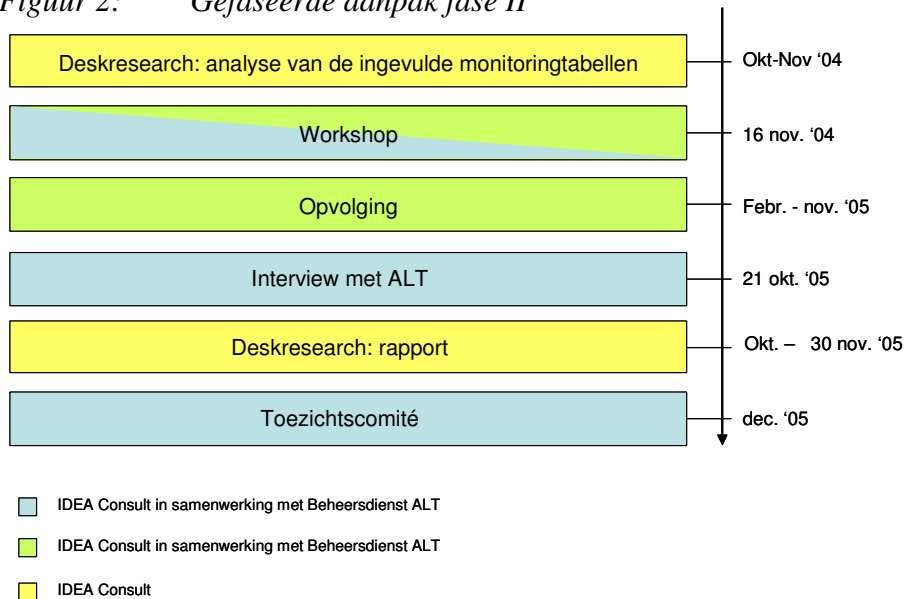 Figuur 2: Gefaseerde aanpak fase II
Deskresearch: analyse van de ingevulde monitoringtabellen
Okt-Nov ‘04
Workshop
16 nov. ‘04
Opvolging
Febr. - nov. ‘05
Interview met ALT
21 okt. ‘05
Deskresearch: rapport
Okt. – 30 nov. ‘05
Toezichtscomité
dec. ‘05
IDEA Consult in samenwerking met Beheersdienst ALT
IDEA Consult in samenwerking met Beheersdienst ALT
IDEA Consult